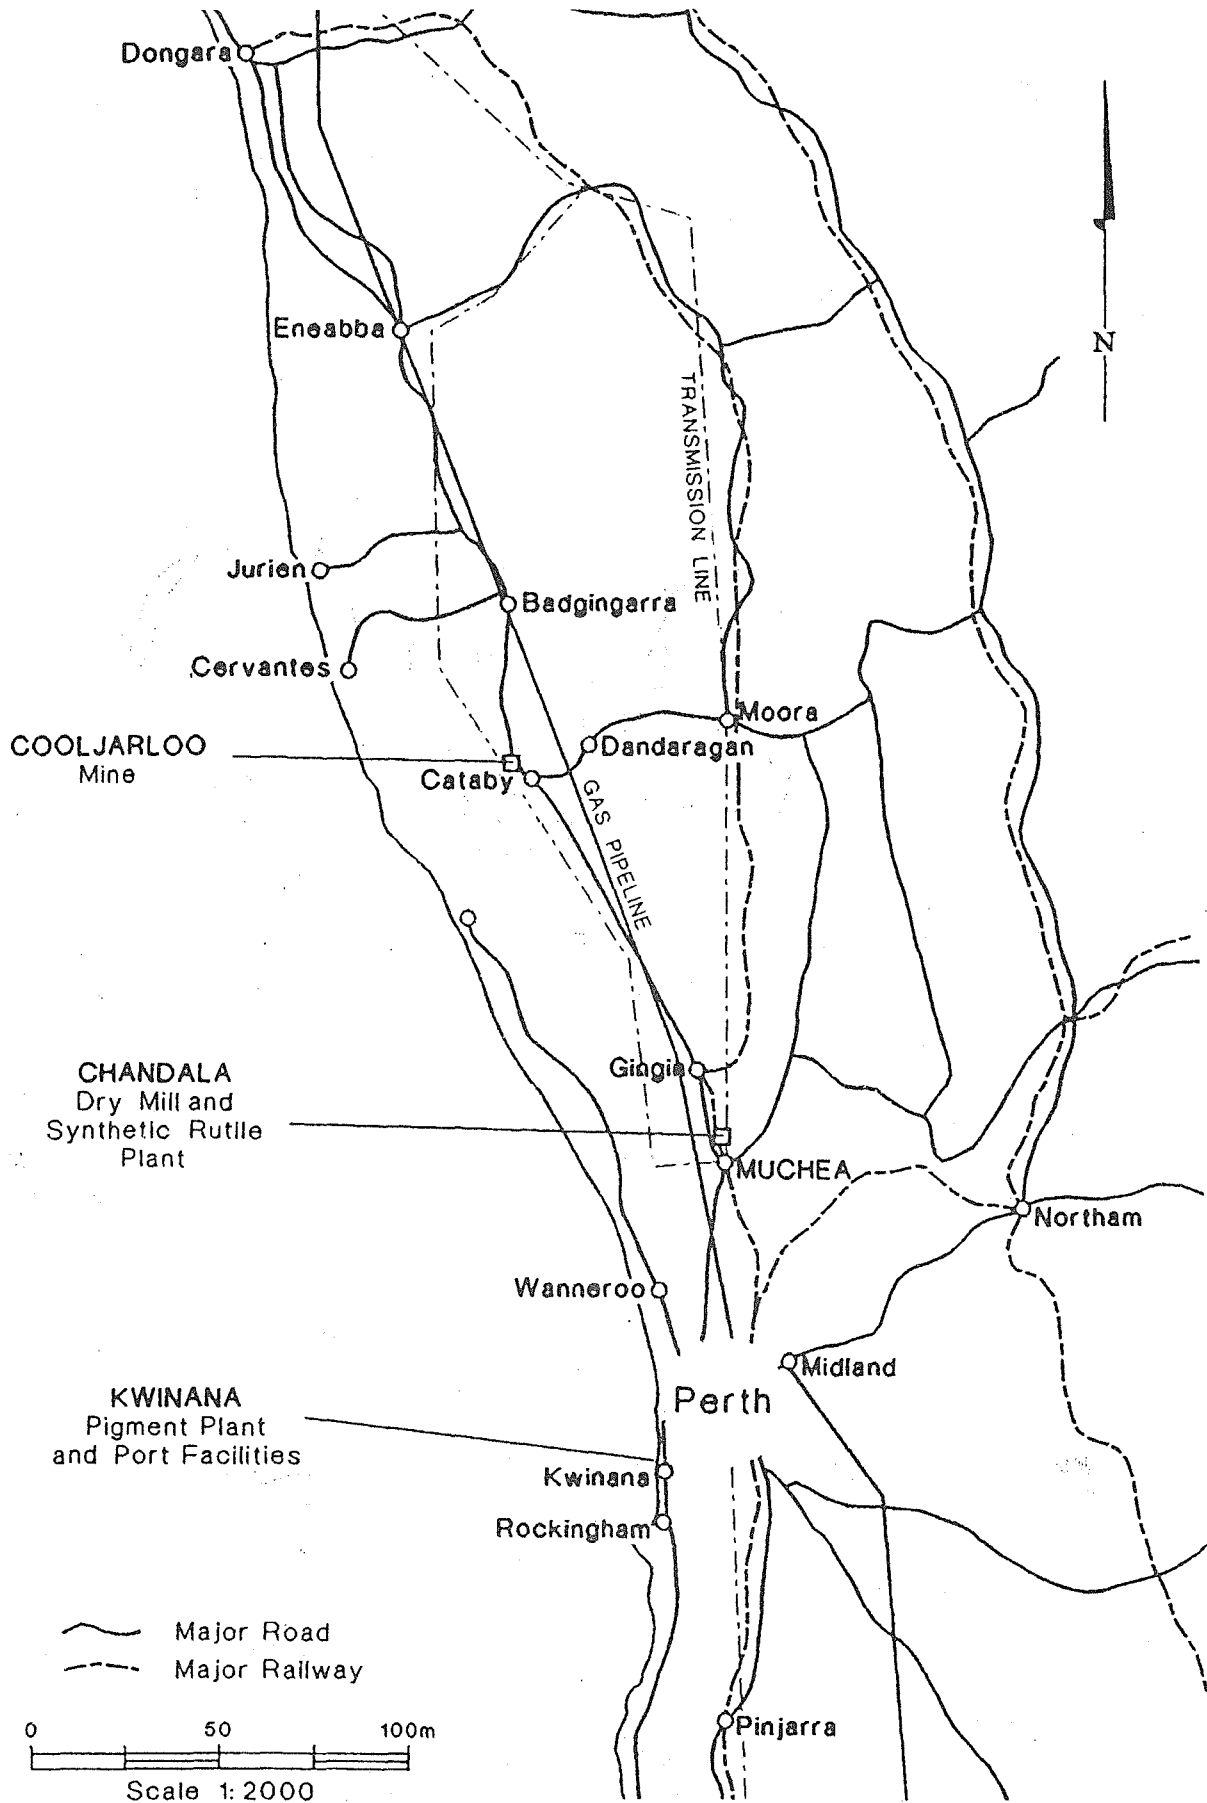 Dongara
Eneabba
N
TRANSMISSION LINE
Jurien
Badgingarra
Cervantes
Moora
COOLJARLOO
Mine
Dandaragan
Cataby
GAS PIPELINE
Gingin
CHANDALA
Dry Mill and
Synthetic Rutile
Plant
MUCHEA
Northam
Wanneroo
Midland
Perth
KWINANA
Pigment Plant
and Port Facilities
Kwinana
Rockingham
Major Road
Major Railway
0 50 100m
Scale 1:2000
Pinjarra